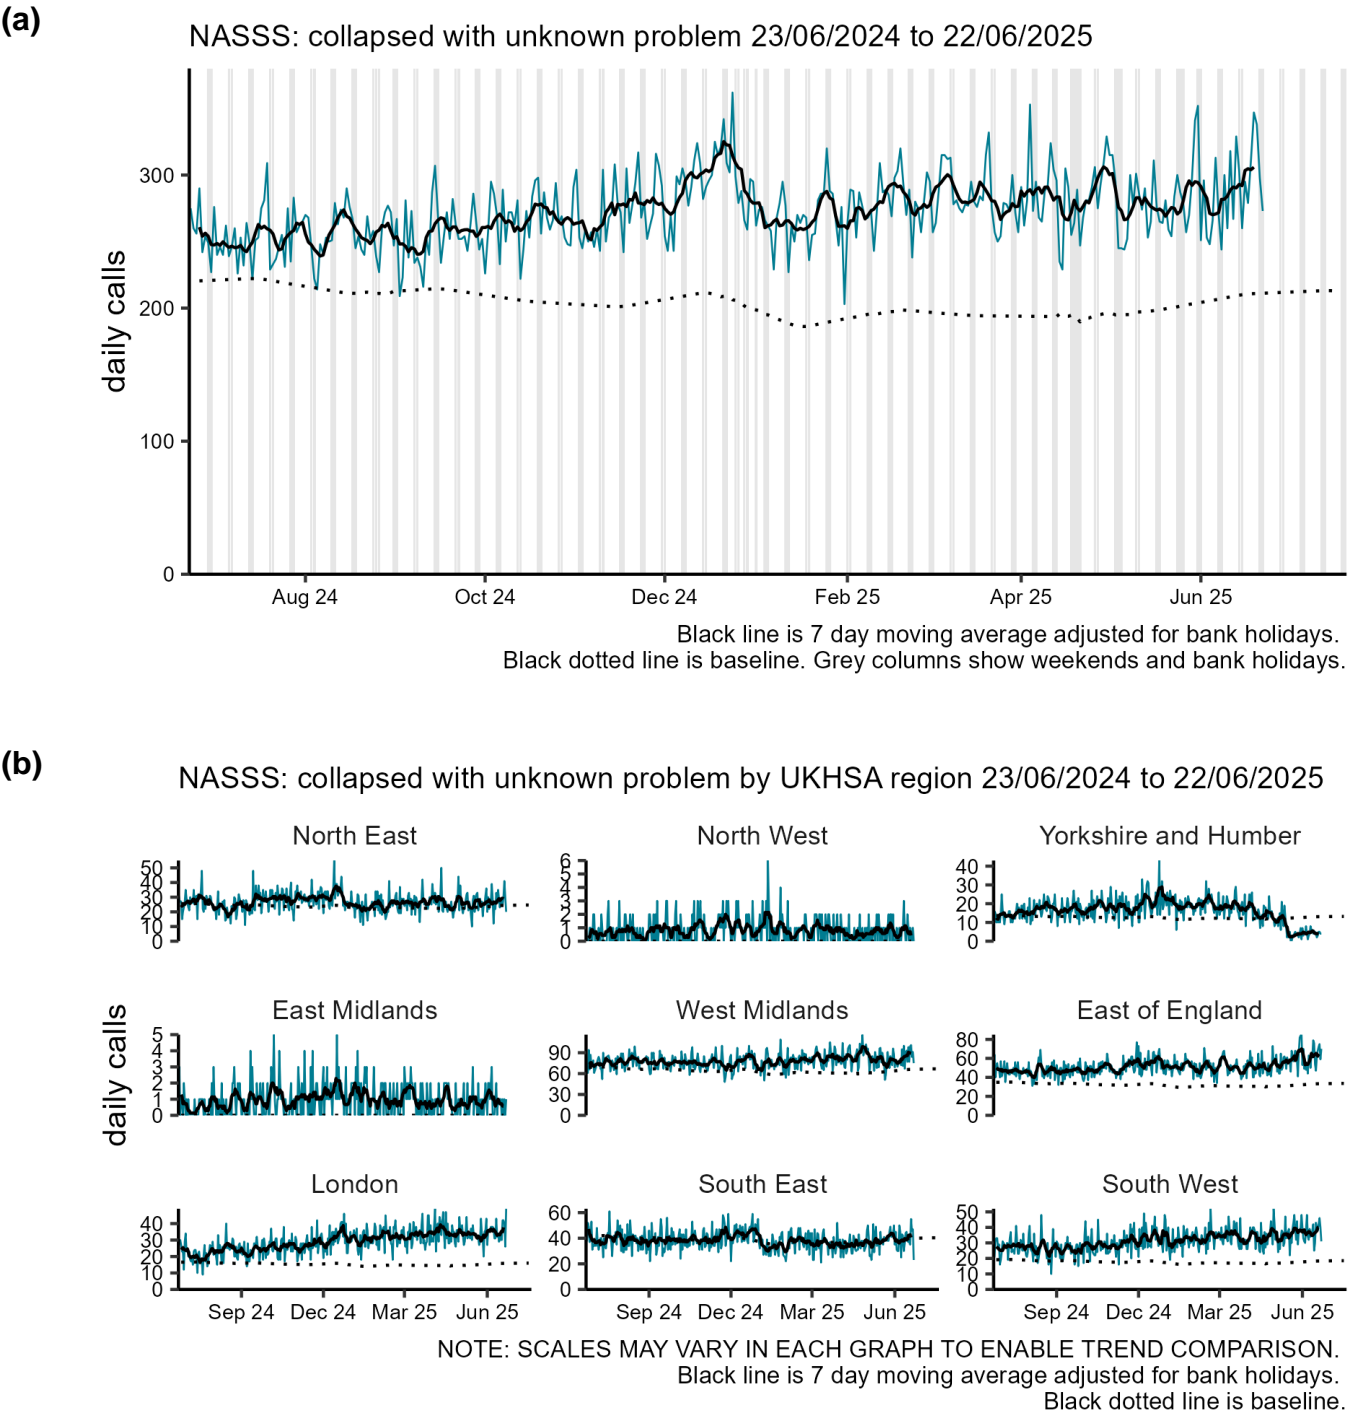 (a)
NASSS: collapsed with unknown problem 23/06/2024 to 22/06/2025
daily calls
300
200
100
0
Aug 24 Oct 24 Dec 24 Feb 25 Apr 25 Jun 25
Black line is 7 day moving average adjusted for bank holidays.
Black dotted line is baseline. Grey columns show weekends and bank holidays.
(b)
NASSS: collapsed with unknown problem by UKHSA region 23/06/2024 to 22/06/2025
daily calls
North East
50
40
30
20
10
0
North West
6
5
4
3
2
1
0
Yorkshire and Humber
40
30
20
10
0
East Midlands
5
4
3
2
1
0
West Midlands
90
60
30
0
East of England
80
60
40
20
0
London
40
30
20
10
0
Sep 24 Dec 24 Mar 25 Jun 25
South East
60
40
20
0
Sep 24 Dec 24 Mar 25 Jun 25
South West
50
40
30
20
10
0
Sep 24 Dec 24 Mar 25 Jun 25
NOTE: SCALES MAY VARY IN EACH GRAPH TO ENABLE TREND COMPARISON.
Black line is 7 day moving average adjusted for bank holidays.
Black dotted line is baseline.